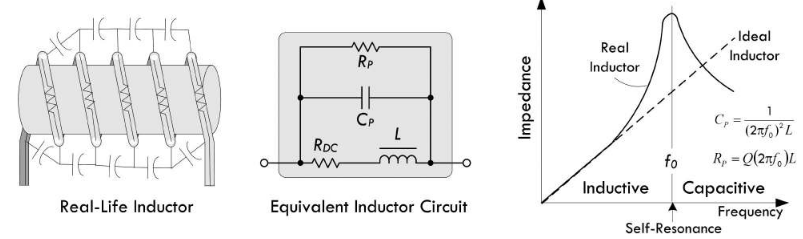 Real-Life Inductor
R_P
C_P
R_DC
L
Equivalent Inductor Circuit
Impedance
Real
Inductor
Ideal
Inductor
C_P = 1 / (2πf₀)² L
R_P = Q(2πf₀)L
f₀
Inductive
Capacitive
Frequency
Self-Resonance